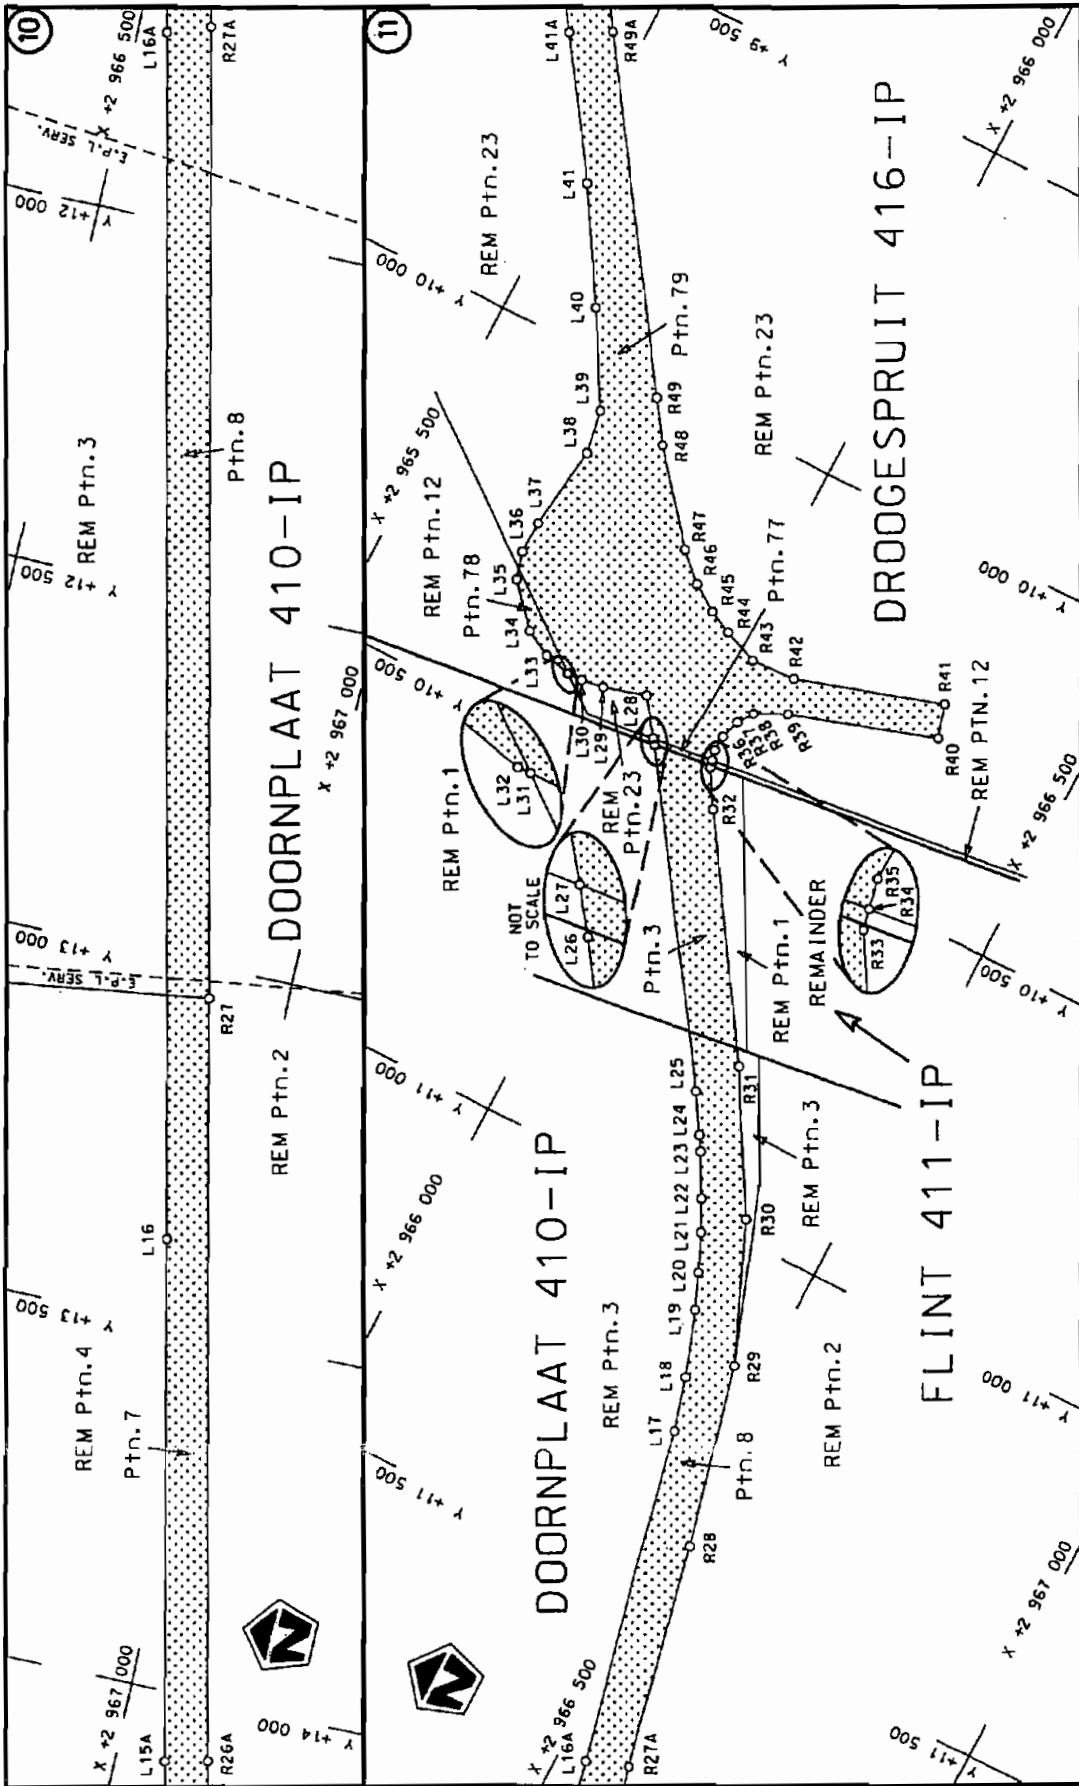 10
L15A
R26A
X +2 967 000
Y +14 000
REM Ptn.4
Ptn.7
Y +13 500
L16
REM Ptn.2
R27
E.P.L SERV.
Y +13 000
DOORNPLAAT 410-IP
X +2 967 000
Y +12 500
REM Ptn.3
Ptn.8
Y +12 000
E.P.L SERV.
X +2 966 500
L16A
R27A
N
11
N
L16A
R27A
X +2 966 500
DOORNPLAAT 410-IP
REM Ptn.3
X +2 966 000
Y +11 500
Y +11 000
L17
L18
L19
L20
L21
L22
L23
L24
L25
R28
R29
R30
R31
Ptn.8
REM Ptn.2
REM Ptn.3
X +2 967 000
Y +11 500
Y +11 000
FLINT 411-IP
REMAINDER
REM Ptn.1
Ptn.3
NOT
TO SCALE
L26
L27
REM Ptn.1
L32
L31
REM
Ptn.23
L28
L29
L30
L33
L34
L35
L36
L37
L38
L39
L40
L41
L41A
Y +10 500
X +2 965 500
REM Ptn.12
Ptn.78
Y +10 000
REM Ptn.23
R32
R33
R34
R35
R36
R37
R38
R39
R40
R41
R42
R43
R44
R45
R46
R47
R48
R49
R49A
Ptn.77
Ptn.79
REM Ptn.23
REM PTN.12
X +2 966 500
Y +10 500
Y +10 000
DROOGESPRUIT 416-IP
Y +9 500
X +2 966 000